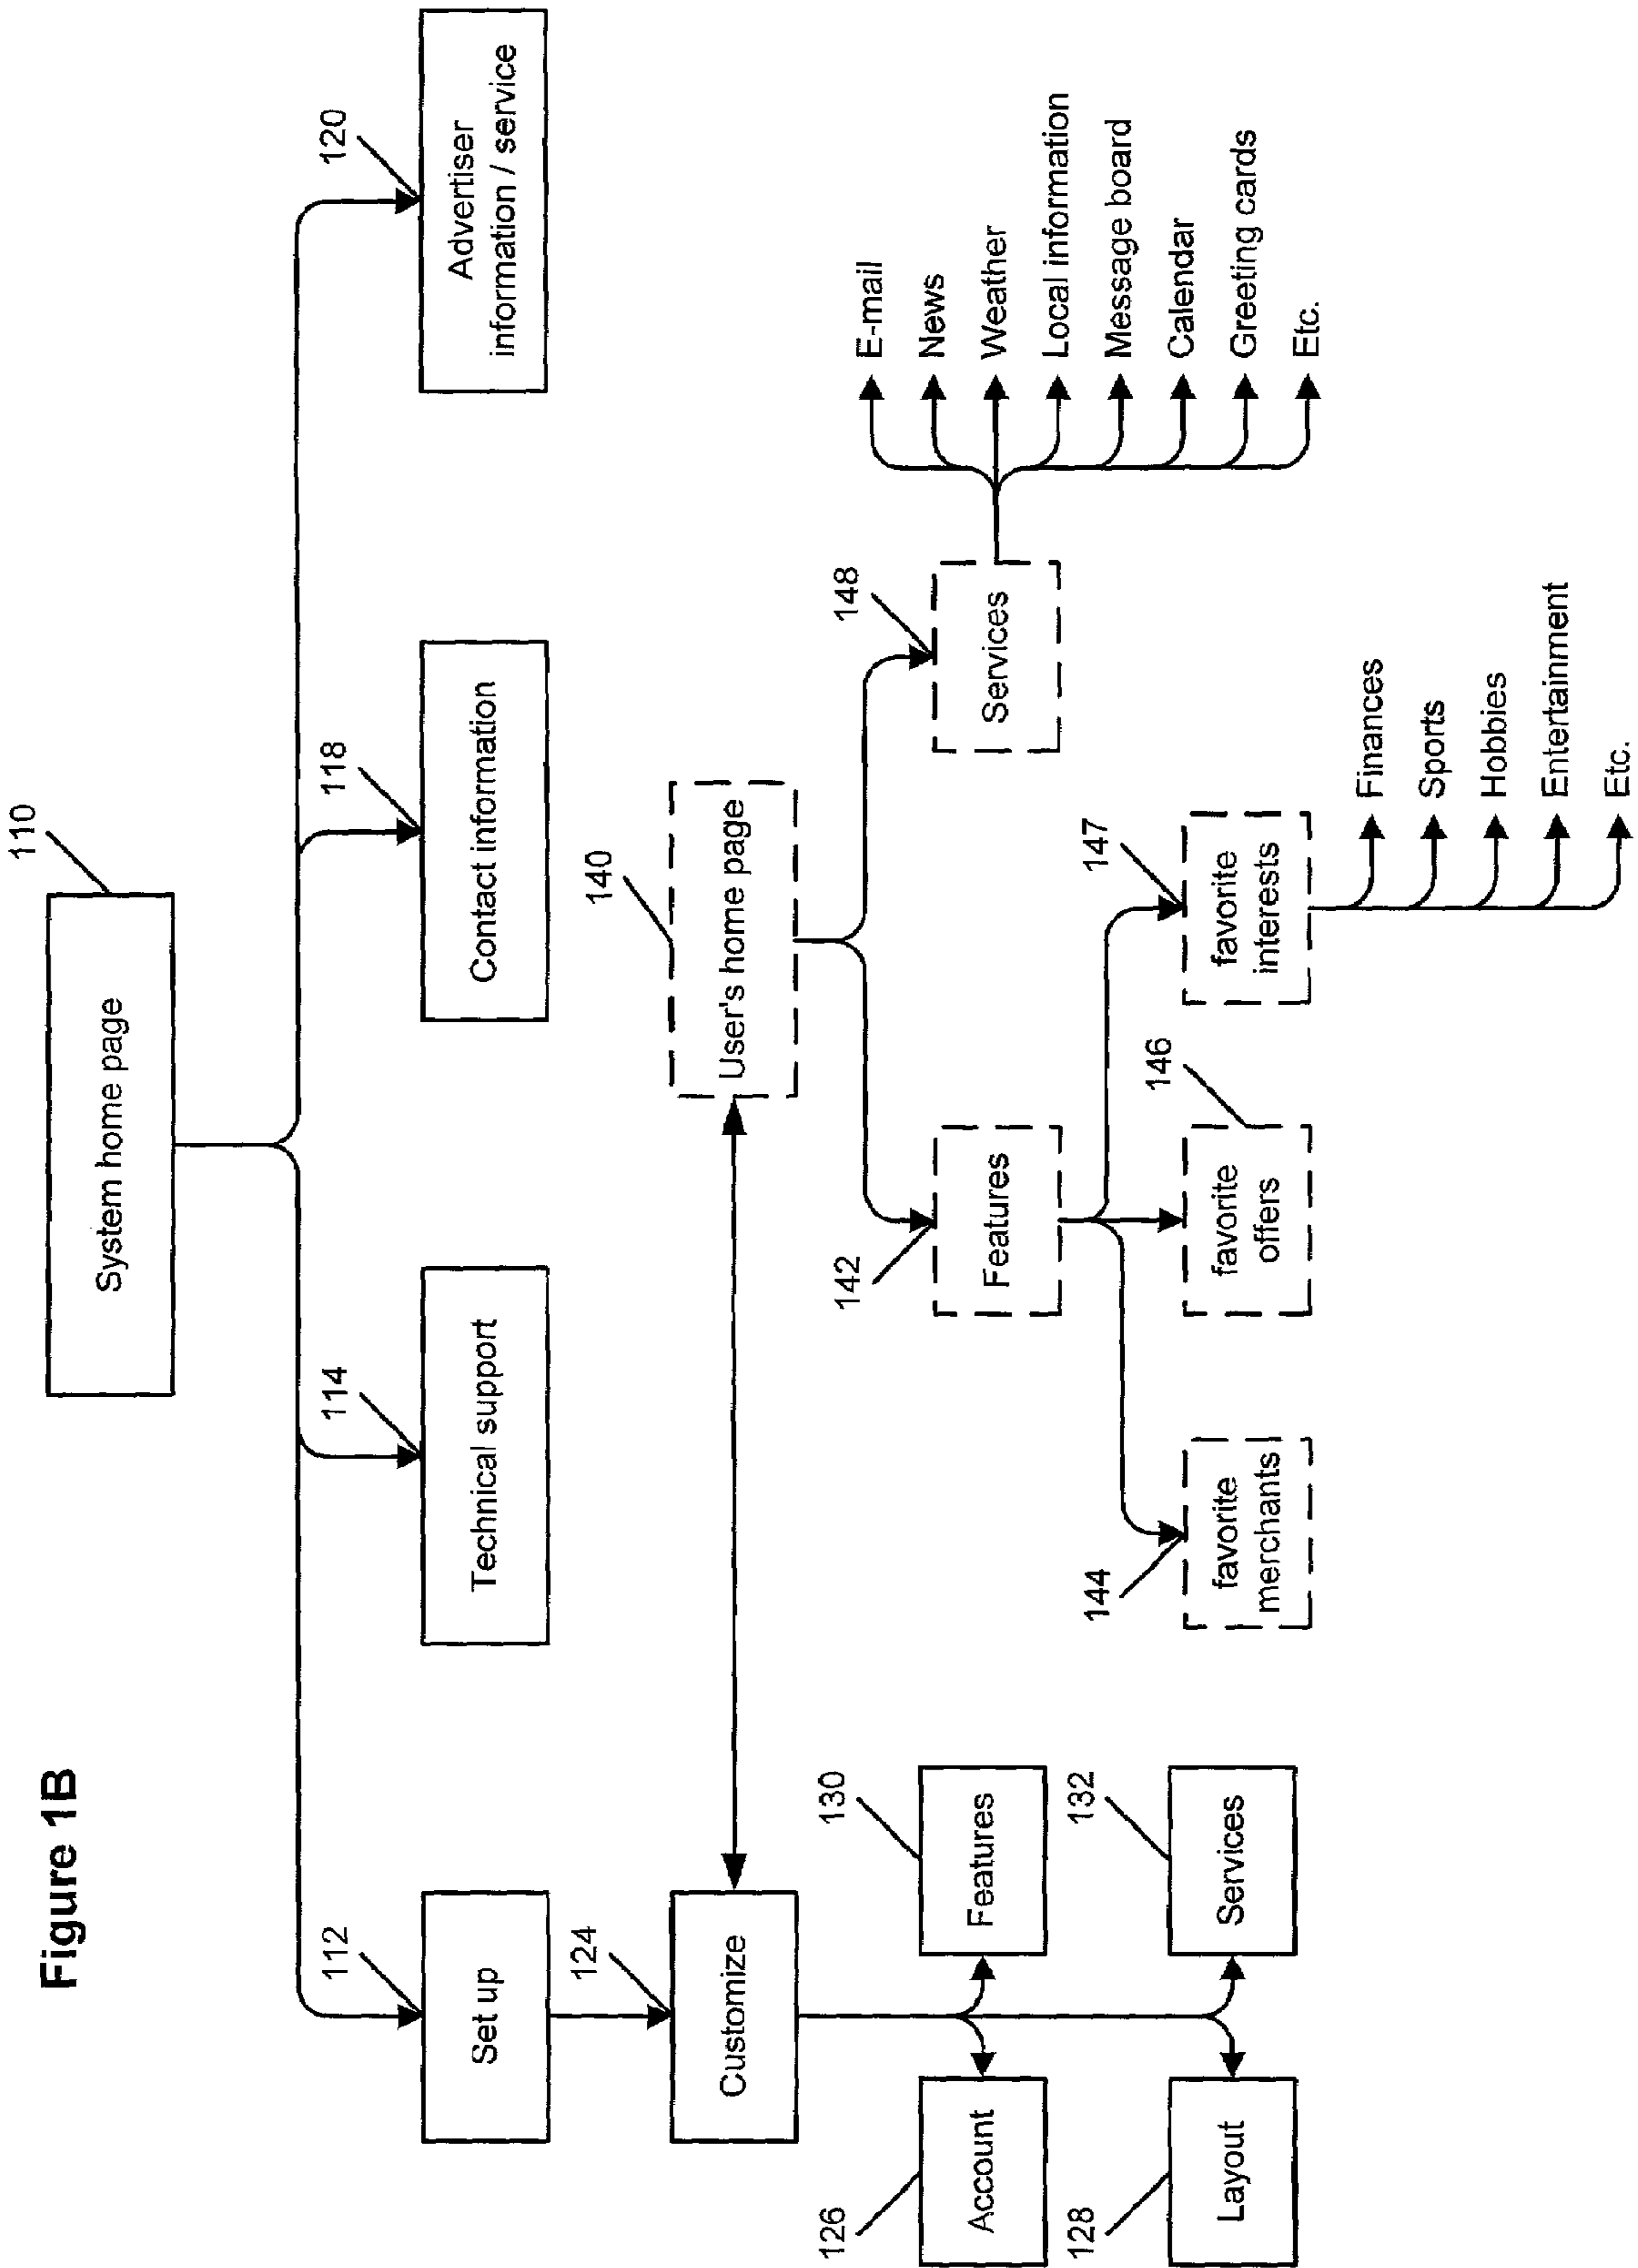 Figure 1B
110
System home page
112
114
118
120
Set up
Technical support
Contact information
Advertiser
information / service
124
140
Customize
User's home page
126
130
142
148
Account
Features
Features
Services
E-mail
News
Weather
Local information
Message board
Calendar
Greeting cards
Etc.
128
132
144
146
147
Layout
Services
favorite
merchants
favorite
offers
favorite
interests
Finances
Sports
Hobbies
Entertainment
Etc.